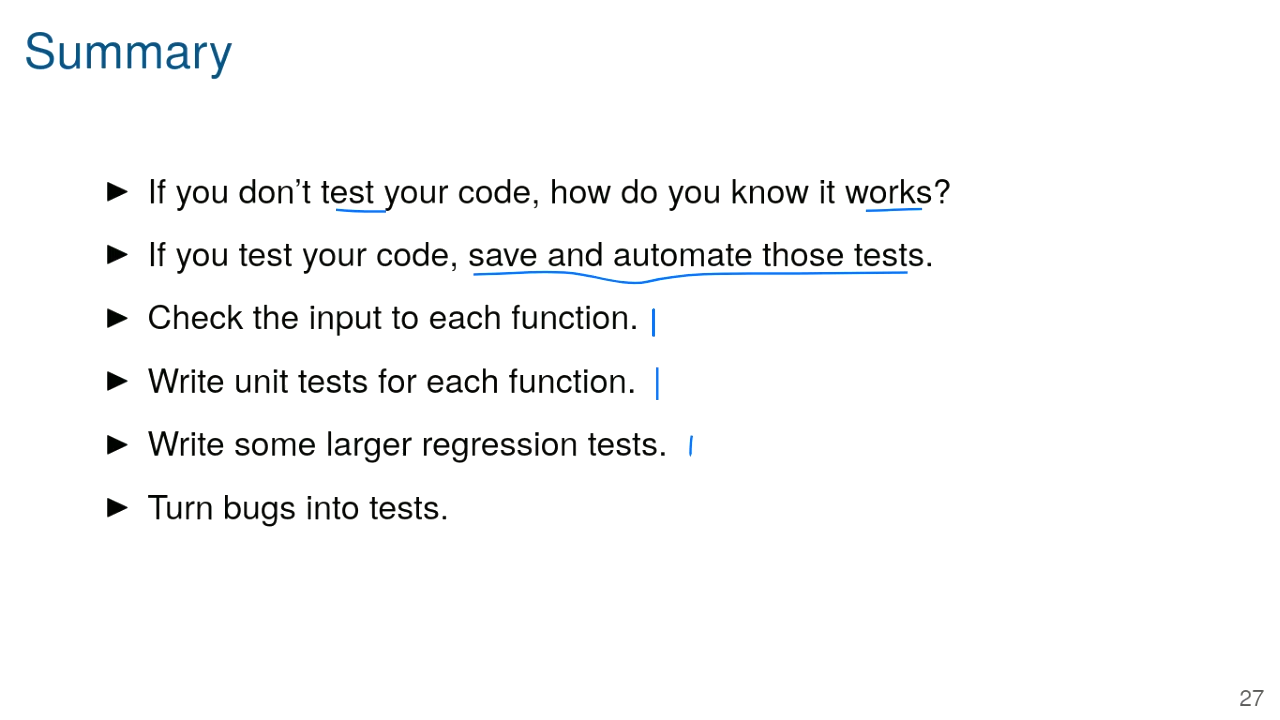 Summary
▶ If you don't test your code, how do you know it works?
▶ If you test your code, save and automate those tests.
▶ Check the input to each function.
▶ Write unit tests for each function.
▶ Write some larger regression tests.
▶ Turn bugs into tests.
27